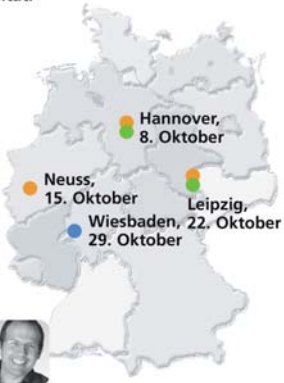 Hannover,
8. Oktober
Neuss,
15. Oktober
Leipzig,
22. Oktober
Wiesbaden,
29. Oktober